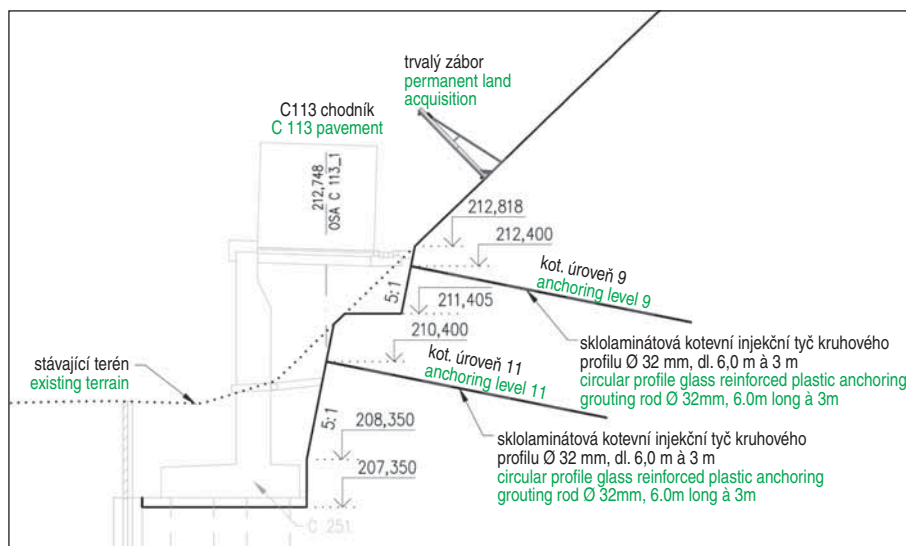 trvalý zábor
permanent land
acquisition
C113 chodník
C 113 pavement
212,748
OSA C 113_1
212,818
212,400
kot. úroveň 9
anchoring level 9
5:1
211,405
210,400
sklolaminátová kotevní injekční tyč kruhového
profilu Ø 32 mm, dl. 6,0 m à 3 m
circular profile glass reinforced plastic anchoring
grouting rod Ø 32mm, 6.0m long à 3m
kot. úroveň 11
anchoring level 11
stávající terén
existing terrain
5:1
208,350
207,350
sklolaminátová kotevní injekční tyč kruhového
profilu Ø 32 mm, dl. 6,0 m à 3 m
circular profile glass reinforced plastic anchoring
grouting rod Ø 32mm, 6.0m long à 3m
C 251